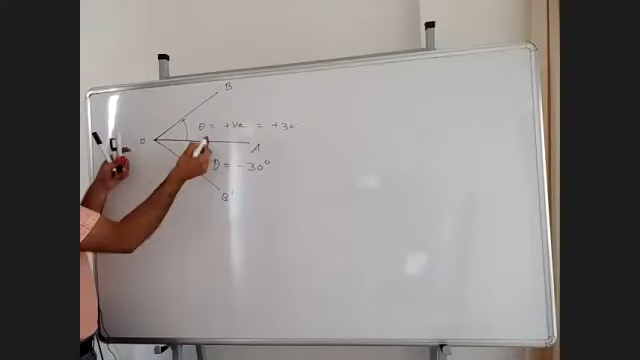 B
O
θ = +ve = +30
A
θ = -30°
B'